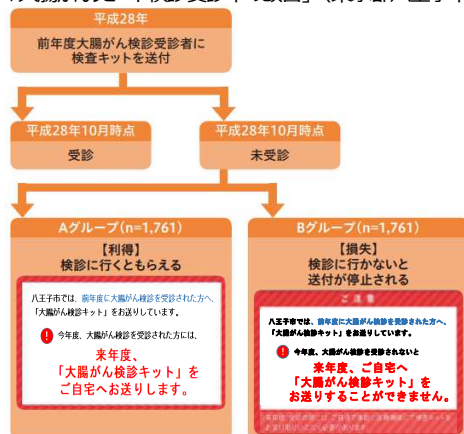 平成28年
前年度大腸がん検診受診者に
検査キットを送付
平成28年10月時点
受診
平成28年10月時点
未受診
Aグループ(n=1,761)
【利得】
検診に行くともらえる
八王子市では、前年度に大腸がん検診を受診された方へ、
「大腸がん検診キット」をお送りしています。
! 今年度、大腸がん検診を受診された方には、
来年度、
「大腸がん検診キット」を
ご自宅へお送りします。
Bグループ(n=1,761)
【損失】
検診に行かないと
送付が停止される
ご注意
八王子市では、前年度に大腸がん検診を受診された方へ、
「大腸がん検診キット」をお送りしています。
! 今年度、大腸がん検診を受診されないと
来年度、ご自宅へ
「大腸がん検診キット」を
お送りすることができません。